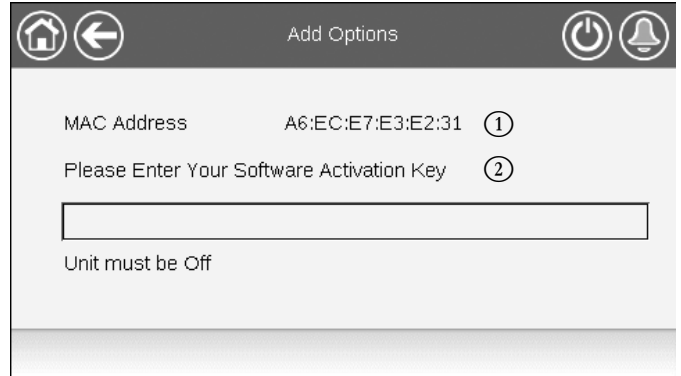 Add Options
MAC Address A6:EC:E7:E3:E2:31 ①
Please Enter Your Software Activation Key ②
Unit must be Off